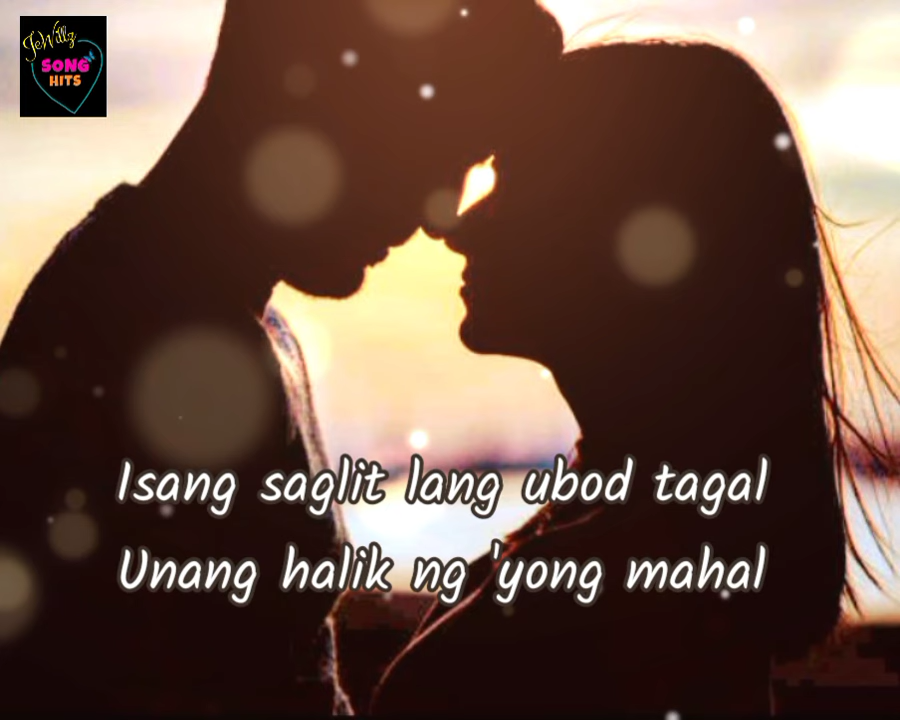 JeWillz
SONG
HITS
Isang saglit lang ubod tagal
Unang halik ng 'yong mahal